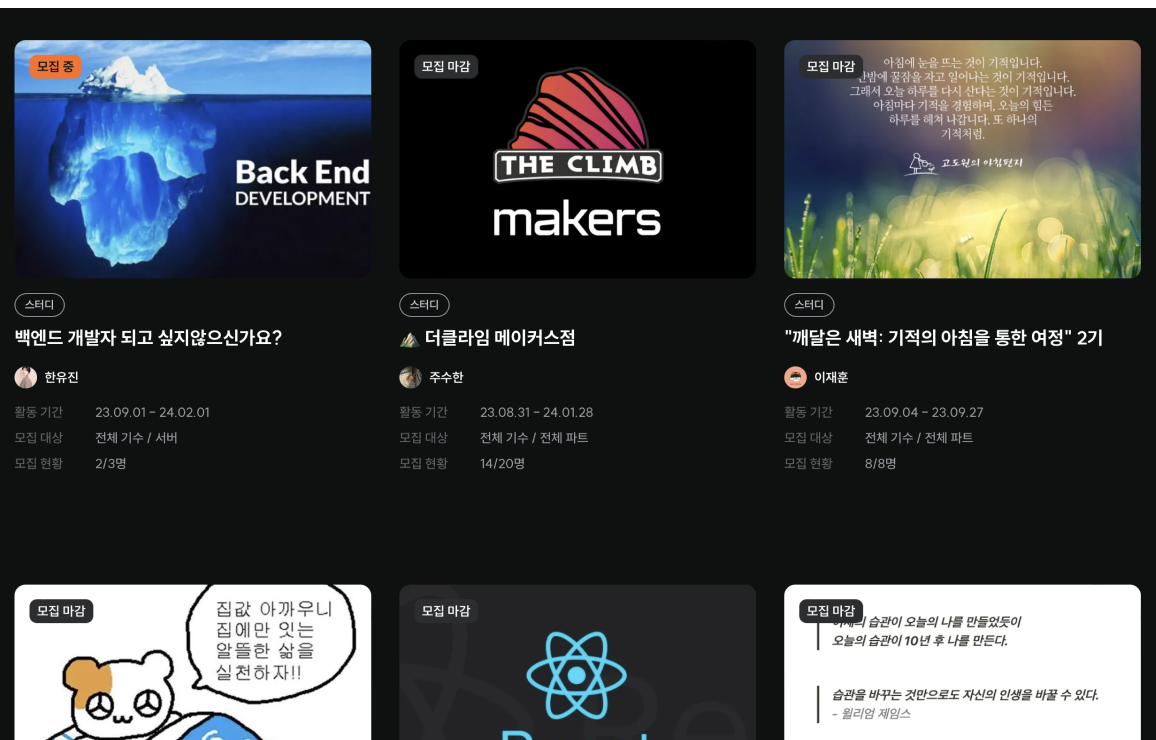 모집 중
Back End
DEVELOPMENT
스터디
백엔드 개발자 되고 싶지않으신가요?
한유진
활동 기간 23.09.01 - 24.02.01
모집 대상 전체 기수 / 서버
모집 현황 2/3명
모집 마감
THE CLIMB
makers
스터디
⛰️ 더클라임 메이커스점
주수한
활동 기간 23.08.31 - 24.01.28
모집 대상 전체 기수 / 전체 파트
모집 현황 14/20명
모집 마감
아침에 눈을 뜨는 것이 기적입니다.
한밤에 꿀잠을 자고 일어나는 것이 기적입니다.
그래서 오늘 하루를 다시 산다는 것이 기적입니다.
아침마다 기적을 경험하며, 오늘의 힘든
하루를 헤쳐 나갑니다. 또 하나의
기적처럼.
고도원의 아침편지
스터디
"깨달은 새벽: 기적의 아침을 통한 여정" 2기
이재훈
활동 기간 23.09.04 - 23.09.27
모집 대상 전체 기수 / 전체 파트
모집 현황 8/8명
모집 마감
집값 아까우니
집에만 잇는
알뜰한 삶을
실천하자!!
모집 마감
모집 마감
습관이 오늘의 나를 만들었듯이
오늘의 습관이 10년 후 나를 만든다.
습관을 바꾸는 것만으로도 자신의 인생을 바꿀 수 있다.
- 윌리엄 제임스